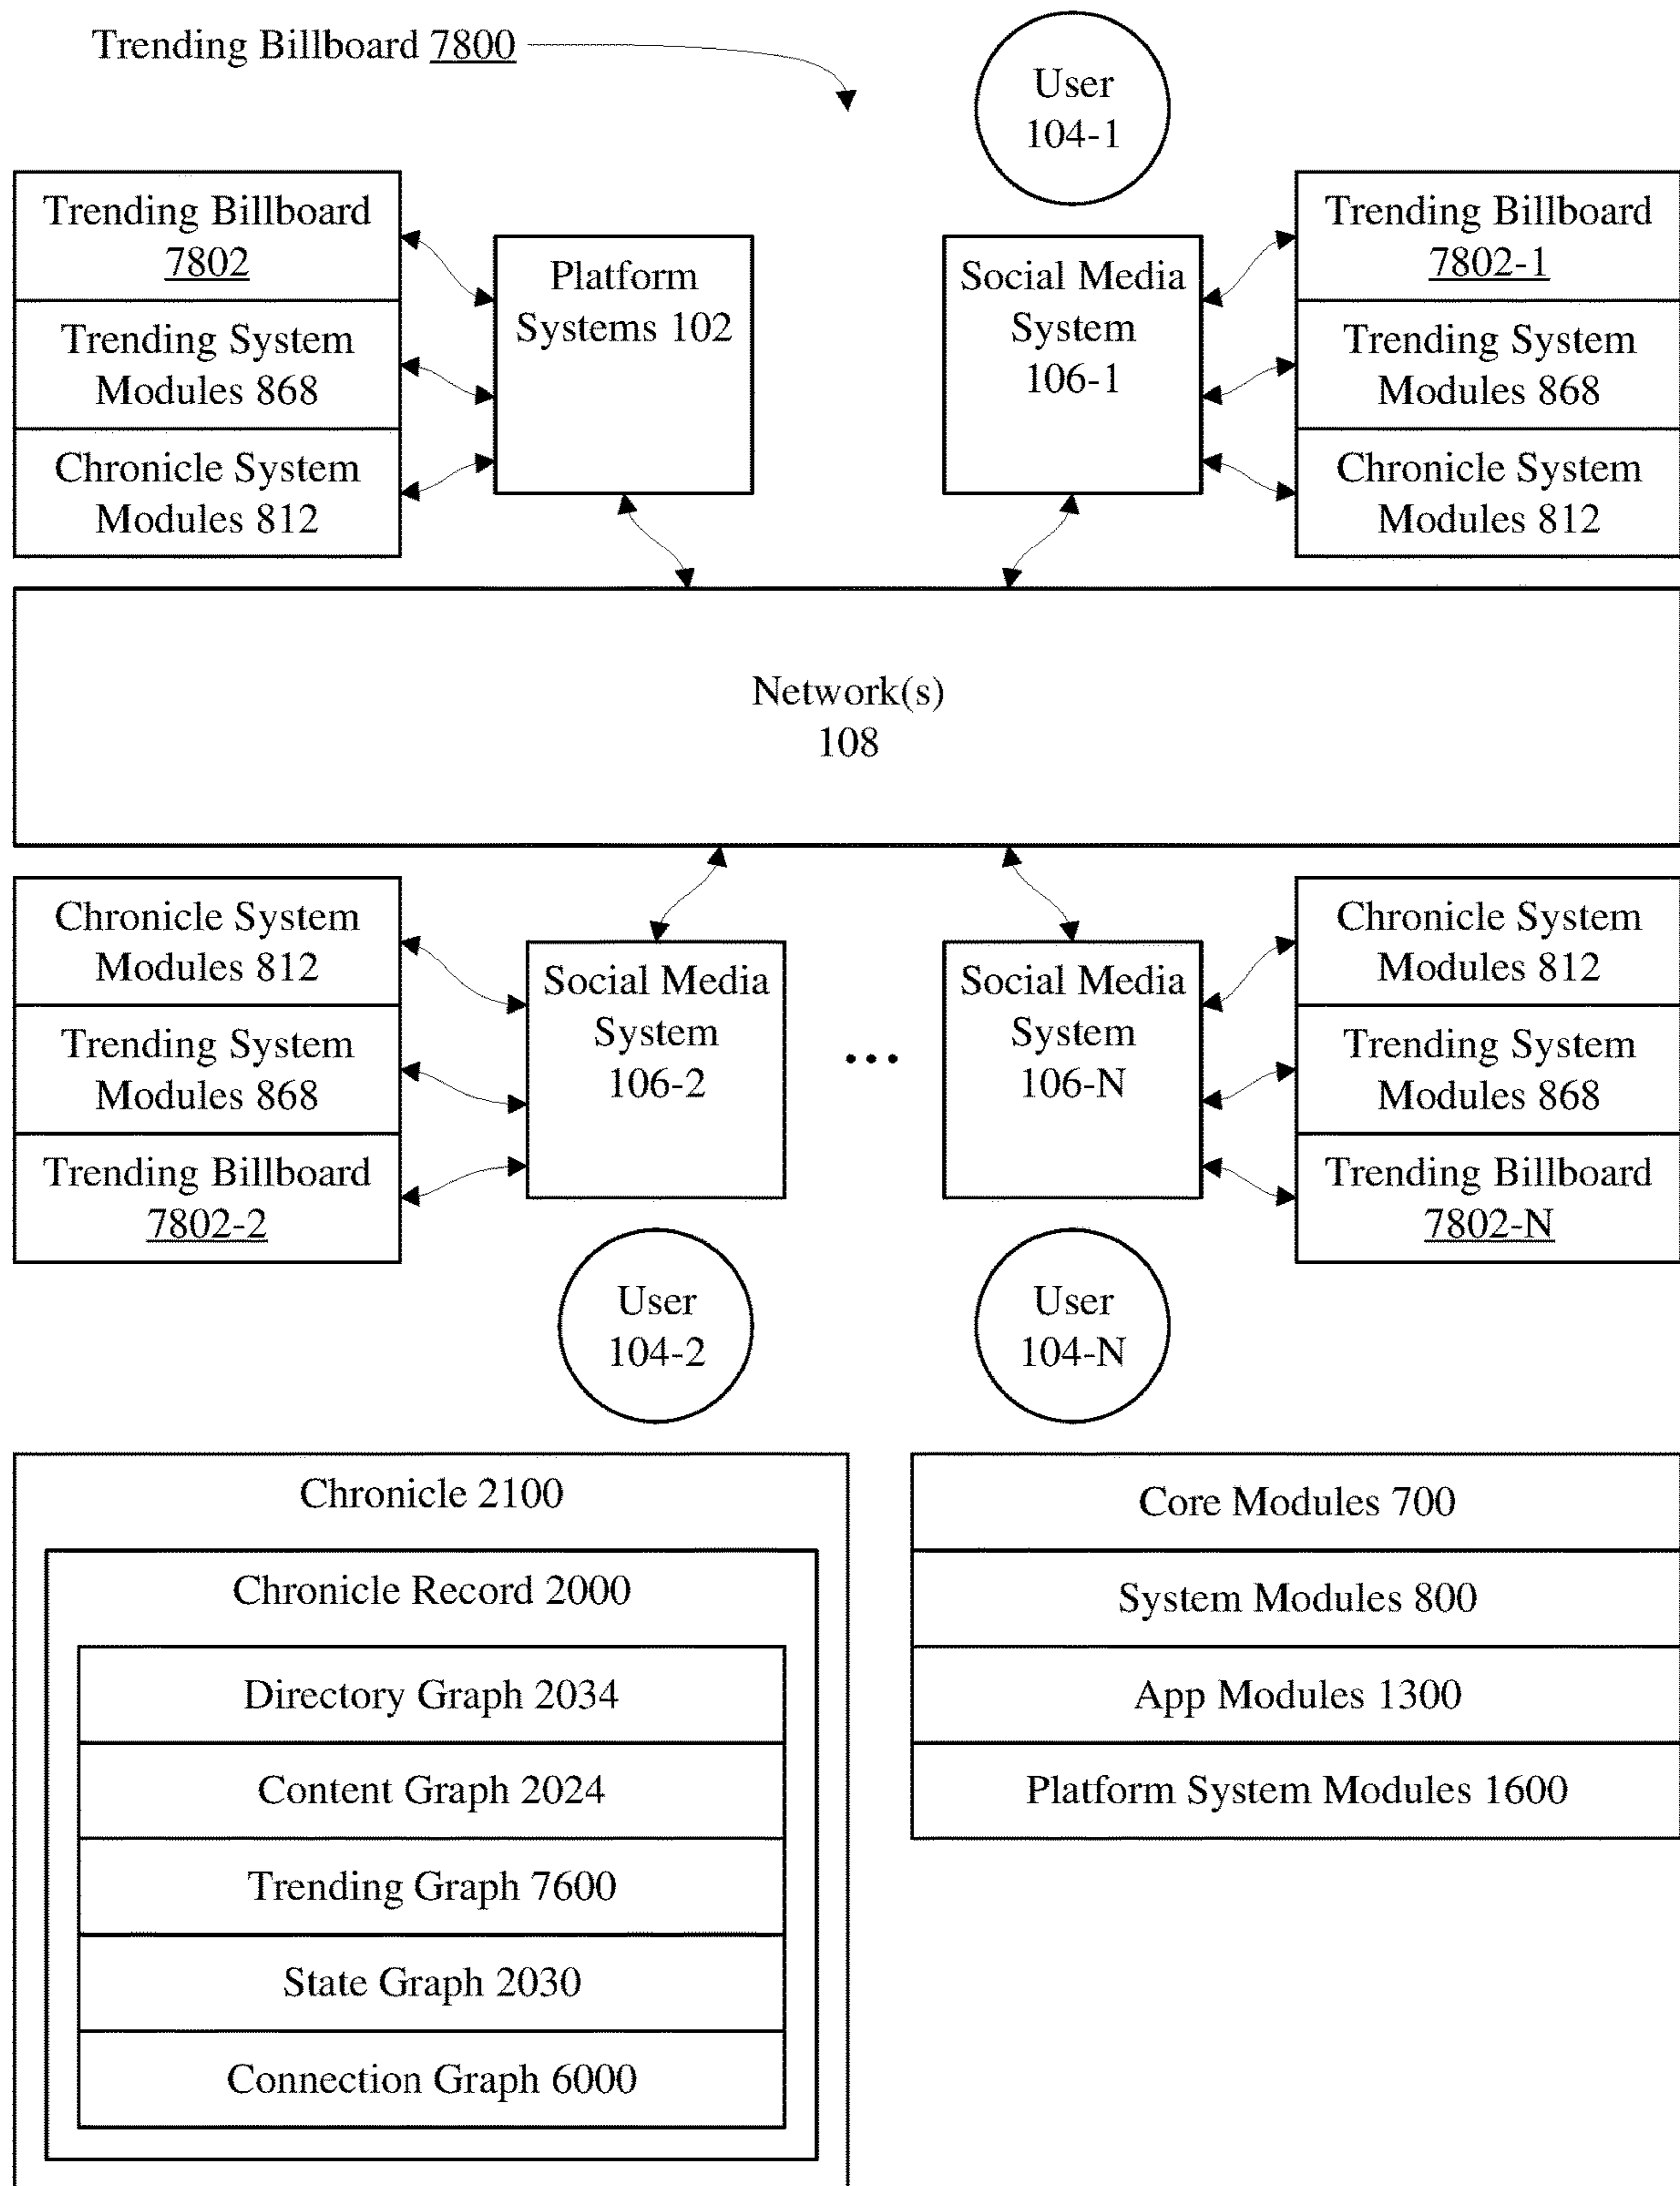 Trending Billboard 7800
User
104-1
Trending Billboard
7802
Trending System
Modules 868
Chronicle System
Modules 812
Platform
Systems 102
Social Media
System
106-1
Trending Billboard
7802-1
Trending System
Modules 868
Chronicle System
Modules 812
Network(s)
108
Chronicle System
Modules 812
Trending System
Modules 868
Trending Billboard
7802-2
Social Media
System
106-2
...
Social Media
System
106-N
Chronicle System
Modules 812
Trending System
Modules 868
Trending Billboard
7802-N
User
104-2
User
104-N
Chronicle 2100
Chronicle Record 2000
Directory Graph 2034
Content Graph 2024
Trending Graph 7600
State Graph 2030
Connection Graph 6000
Core Modules 700
System Modules 800
App Modules 1300
Platform System Modules 1600